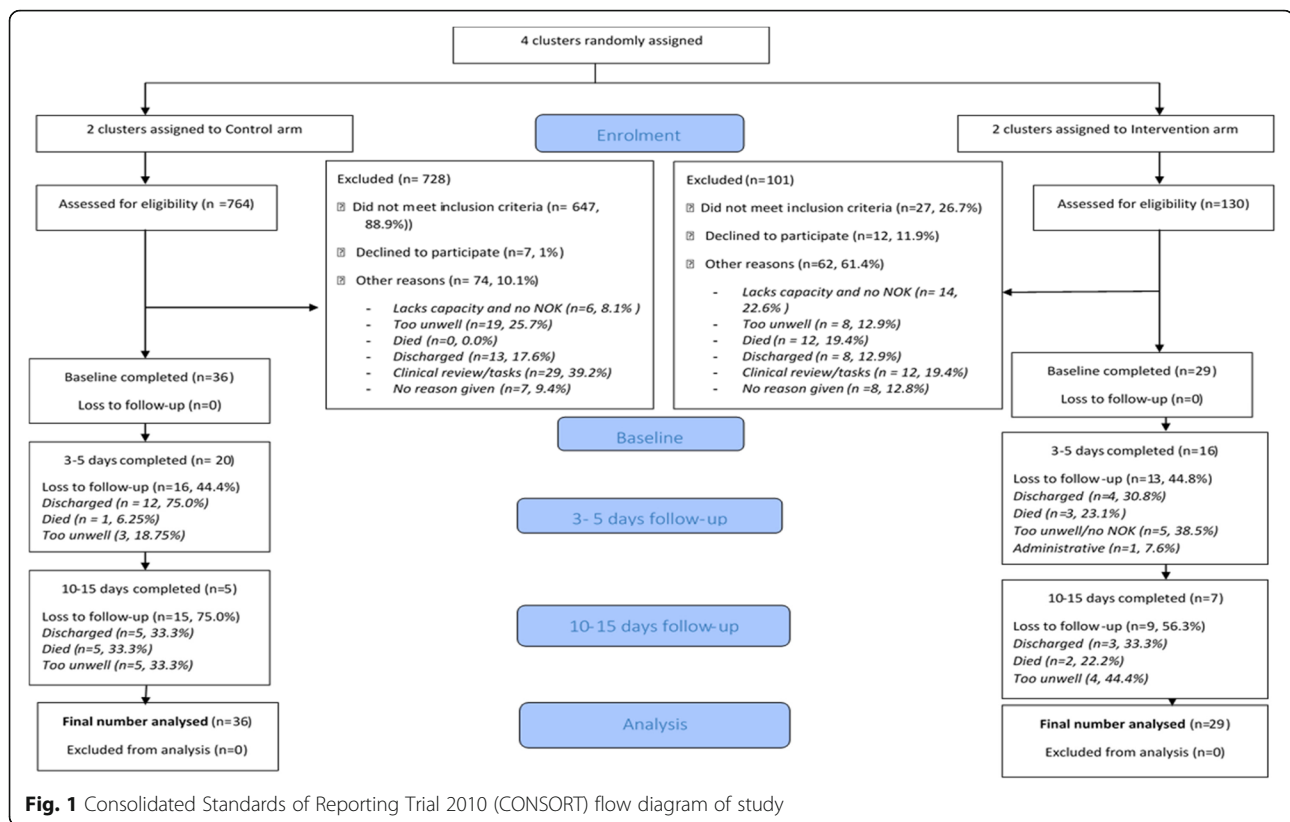 4 clusters randomly assigned
2 clusters assigned to Control arm
Enrolment
2 clusters assigned to Intervention arm
Assessed for eligibility (n =764)
Excluded (n= 728)
Did not meet inclusion criteria (n= 647,
88.9%))
Declined to participate (n=7, 1%)
Other reasons (n= 74, 10.1%)
- Lacks capacity and no NOK (n=6, 8.1% )
- Too unwell (n=19, 25.7%)
- Died (n=0, 0.0%)
- Discharged (n=13, 17.6%)
- Clinical review/tasks (n=29, 39.2%)
- No reason given (n=7, 9.4%)
Excluded (n=101)
Did not meet inclusion criteria (n=27, 26.7%)
Declined to participate (n=12, 11.9%)
Other reasons (n=62, 61.4%)
- Lacks capacity and no NOK (n= 14,
22.6% )
- Too unwell (n = 8, 12.9%)
- Died (n = 12, 19.4%)
- Discharged (n = 8, 12.9%)
- Clinical review/tasks (n = 12, 19.4%)
- No reason given (n =8, 12.8%)
Assessed for eligibility (n=130)
Baseline completed (n=36)
Loss to follow-up (n=0)
Baseline
Baseline completed (n=29)
Loss to follow-up (n=0)
3-5 days completed (n= 20)
Loss to follow-up (n=16, 44.4%)
Discharged (n = 12, 75.0%)
Died (n = 1, 6.25%)
Too unwell (3, 18.75%)
3- 5 days follow-up
3-5 days completed (n=16)
Loss to follow-up (n=13, 44.8%)
Discharged (n=4, 30.8%)
Died (n=3, 23.1%)
Too unwell/no NOK (n=5, 38.5%)
Administrative (n=1, 7.6%)
10-15 days completed (n=5)
Loss to follow-up (n=15, 75.0%)
Discharged (n=5, 33.3%)
Died (n=5, 33.3%)
Too unwell (n=5, 33.3%)
10-15 days follow-up
10-15 days completed (n=7)
Loss to follow-up (n=9, 56.3%)
Discharged (n=3, 33.3%)
Died (n=2, 22.2%)
Too unwell (4, 44.4%)
Final number analysed (n=36)
Excluded from analysis (n=0)
Analysis
Final number analysed (n=29)
Excluded from analysis (n=0)
Fig. 1 Consolidated Standards of Reporting Trial 2010 (CONSORT) flow diagram of study